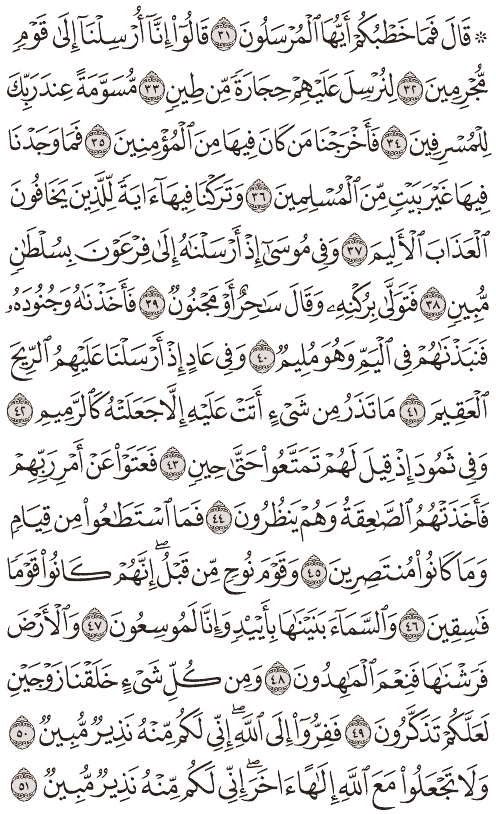 ۞ قَالَ فَمَا خَطْبُكُمْ أَيُّهَا ٱلْمُرْسَلُونَ ٣١ قَالُوٓا۟ إِنَّآ أُرْسِلْنَآ إِلَىٰ قَوْمٍ
مُّجْرِمِينَ ٣٢ لِنُرْسِلَ عَلَيْهِمْ حِجَارَةً مِّن طِينٍ ٣٣ مُّسَوَّمَةً عِندَ رَبِّكَ
لِلْمُسْرِفِينَ ٣٤ فَأَخْرَجْنَا مَن كَانَ فِيهَا مِنَ ٱلْمُؤْمِنِينَ ٣٥ فَمَا وَجَدْنَا
فِيهَا غَيْرَ بَيْتٍ مِّنَ ٱلْمُسْلِمِينَ ٣٦ وَتَرَكْنَا فِيهَآ ءَايَةً لِّلَّذِينَ يَخَافُونَ
ٱلْعَذَابَ ٱلْأَلِيمَ ٣٧ وَفِى مُوسَىٰٓ إِذْ أَرْسَلْنَٰهُ إِلَىٰ فِرْعَوْنَ بِسُلْطَٰنٍ
مُّبِينٍ ٣٨ فَتَوَلَّىٰ بِرُكْنِهِۦ وَقَالَ سَٰحِرٌ أَوْ مَجْنُونٌ ٣٩ فَأَخَذْنَٰهُ وَجُنُودَهُۥ
فَنَبَذْنَٰهُمْ فِى ٱلْيَمِّ وَهُوَ مُلِيمٌ ٤٠ وَفِى عَادٍ إِذْ أَرْسَلْنَا عَلَيْهِمُ ٱلرِّيحَ
ٱلْعَقِيمَ ٤١ مَا تَذَرُ مِن شَىْءٍ أَتَتْ عَلَيْهِ إِلَّا جَعَلَتْهُ كَٱلرَّمِيمِ ٤٢
وَفِى ثَمُودَ إِذْ قِيلَ لَهُمْ تَمَتَّعُوا۟ حَتَّىٰ حِينٍ ٤٣ فَعَتَوْا۟ عَنْ أَمْرِ رَبِّهِمْ
فَأَخَذَتْهُمُ ٱلصَّٰعِقَةُ وَهُمْ يَنظُرُونَ ٤٤ فَمَا ٱسْتَطَٰعُوا۟ مِن قِيَامٍ
وَمَا كَانُوا۟ مُنتَصِرِينَ ٤٥ وَقَوْمَ نُوحٍ مِّن قَبْلُ ۖ إِنَّهُمْ كَانُوا۟ قَوْمًا
فَٰسِقِينَ ٤٦ وَٱلسَّمَآءَ بَنَيْنَٰهَا بِأَيْي۟دٍ وَإِنَّا لَمُوسِعُونَ ٤٧ وَٱلْأَرْضَ
فَرَشْنَٰهَا فَنِعْمَ ٱلْمَٰهِدُونَ ٤٨ وَمِن كُلِّ شَىْءٍ خَلَقْنَا زَوْجَيْنِ
لَعَلَّكُمْ تَذَكَّرُونَ ٤٩ فَفِرُّوٓا۟ إِلَى ٱللَّهِ ۖ إِنِّى لَكُم مِّنْهُ نَذِيرٌ مُّبِينٌ ٥٠
وَلَا تَجْعَلُوا۟ مَعَ ٱللَّهِ إِلَٰهًا ءَاخَرَ ۖ إِنِّى لَكُم مِّنْهُ نَذِيرٌ مُّبِينٌ ٥١